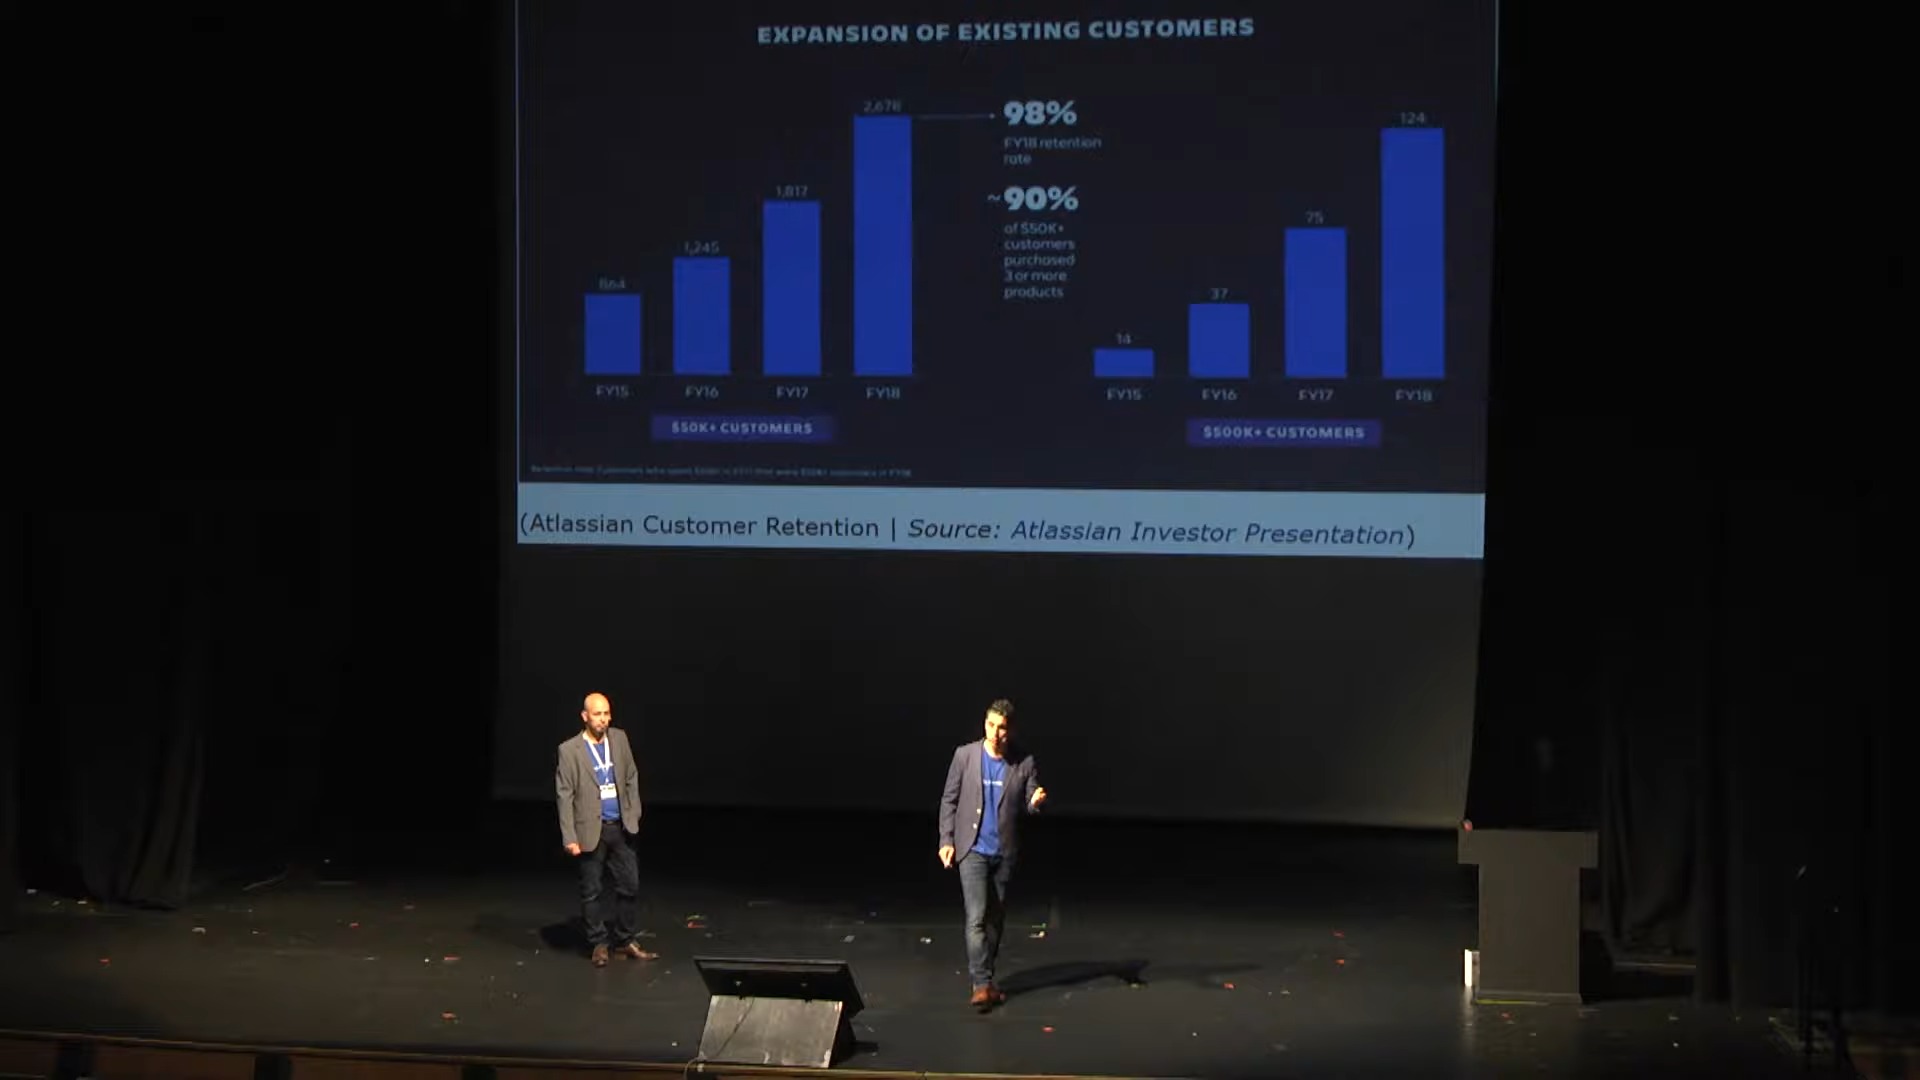 EXPANSION OF EXISTING CUSTOMERS
864
1,245
1,817
2,678
FY15
FY16
FY17
FY18
$50K+ CUSTOMERS
98%
FY18 retention
rate
~90%
of $50K+
customers
purchased
3 or more
products
14
37
75
124
FY15
FY16
FY17
FY18
$500K+ CUSTOMERS
(Atlassian Customer Retention | Source: Atlassian Investor Presentation)